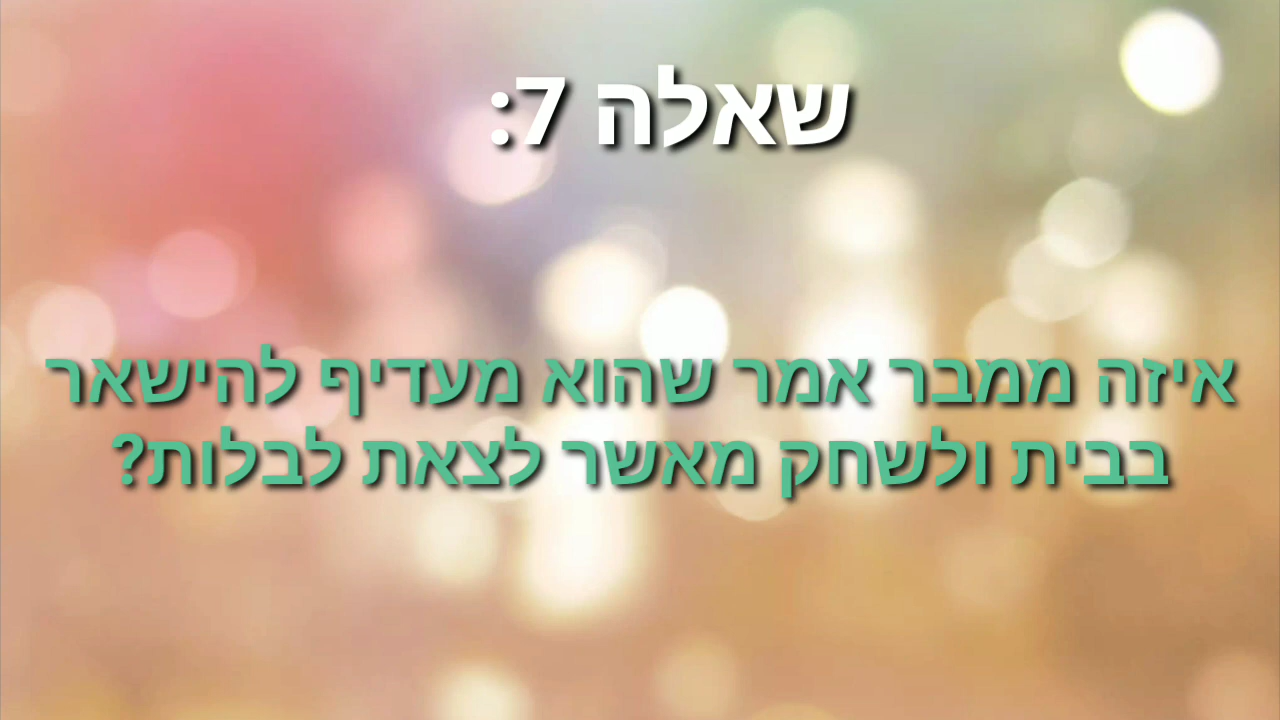 שאלה 7:
איזה ממבר אמר שהוא מעדיף להישאר
בבית ולשחק מאשר לצאת לבלות?